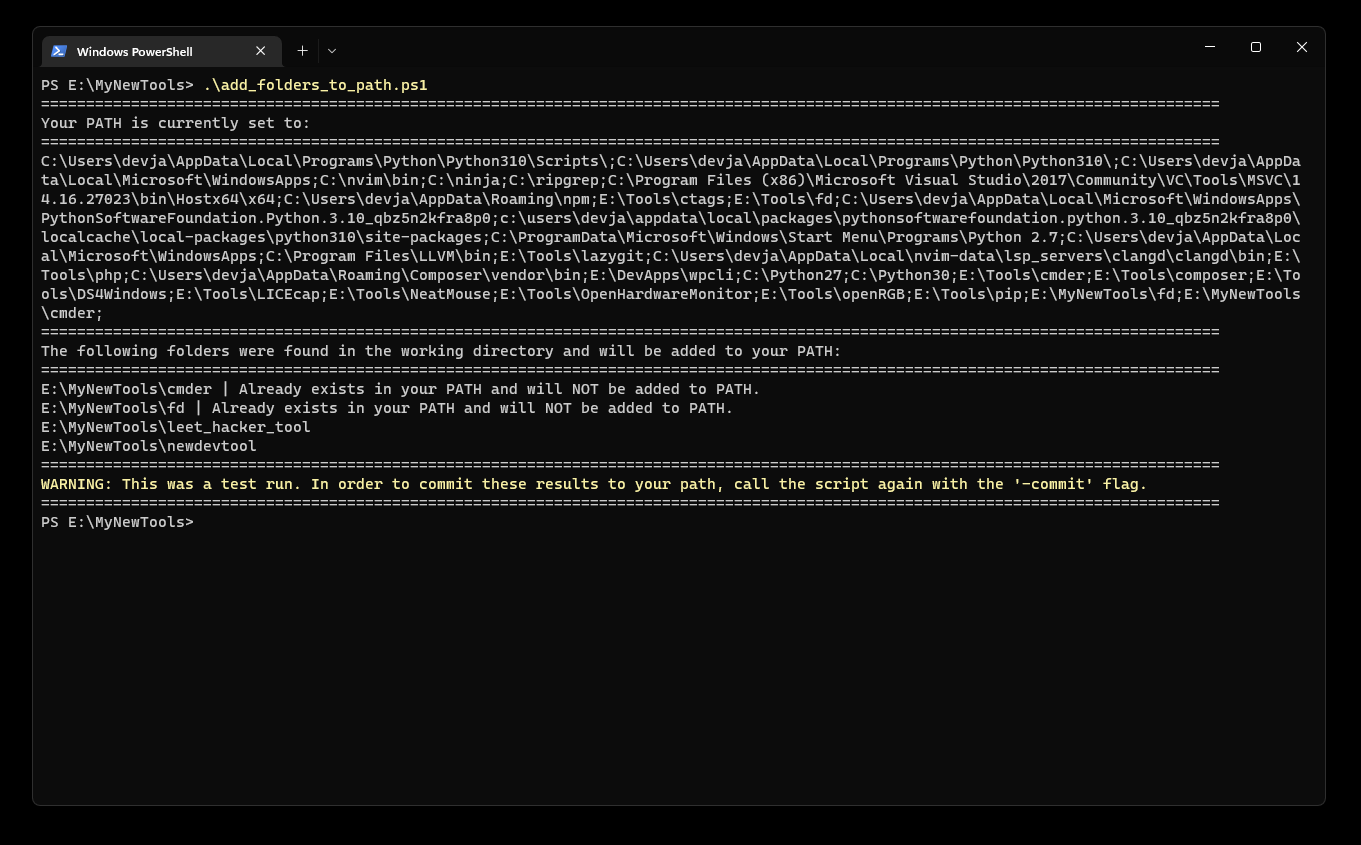 Windows PowerShell
PS E:\MyNewTools> .\add_folders_to_path.ps1
===================================================================================================================================
Your PATH is currently set to:
===================================================================================================================================
C:\Users\devja\AppData\Local\Programs\Python\Python310\Scripts\;C:\Users\devja\AppData\Local\Programs\Python\Python310\;C:\Users\devja\AppDa
ta\Local\Microsoft\WindowsApps;C:\nvim\bin;C:\ninja;C:\ripgrep;C:\Program Files (x86)\Microsoft Visual Studio\2017\Community\VC\Tools\MSVC\1
4.16.27023\bin\Hostx64\x64;C:\Users\devja\AppData\Roaming\npm;E:\Tools\ctags;E:\Tools\fd;C:\Users\devja\AppData\Local\Microsoft\WindowsApps\
PythonSoftwareFoundation.Python.3.10_qbz5n2kfra8p0;c:\users\devja\appdata\local\packages\pythonsoftwarefoundation.python.3.10_qbz5n2kfra8p0\
localcache\local-packages\python310\site-packages;C:\ProgramData\Microsoft\Windows\Start Menu\Programs\Python 2.7;C:\Users\devja\AppData\Loc
al\Microsoft\WindowsApps;C:\Program Files\LLVM\bin;E:\Tools\lazygit;C:\Users\devja\AppData\Local\nvim-data\lsp_servers\clangd\clangd\bin;E:\
Tools\php;C:\Users\devja\AppData\Roaming\Composer\vendor\bin;E:\DevApps\wpcli;C:\Python27;C:\Python30;E:\Tools\cmder;E:\Tools\composer;E:\To
ols\DS4Windows;E:\Tools\LICEcap;E:\Tools\NeatMouse;E:\Tools\OpenHardwareMonitor;E:\Tools\openRGB;E:\Tools\pip;E:\MyNewTools\fd;E:\MyNewTools
\cmder;
===================================================================================================================================
The following folders were found in the working directory and will be added to your PATH:
===================================================================================================================================
E:\MyNewTools\cmder | Already exists in your PATH and will NOT be added to PATH.
E:\MyNewTools\fd | Already exists in your PATH and will NOT be added to PATH.
E:\MyNewTools\leet_hacker_tool
E:\MyNewTools\newdevtool
===================================================================================================================================
WARNING: This was a test run. In order to commit these results to your path, call the script again with the '-commit' flag.
===================================================================================================================================
PS E:\MyNewTools>